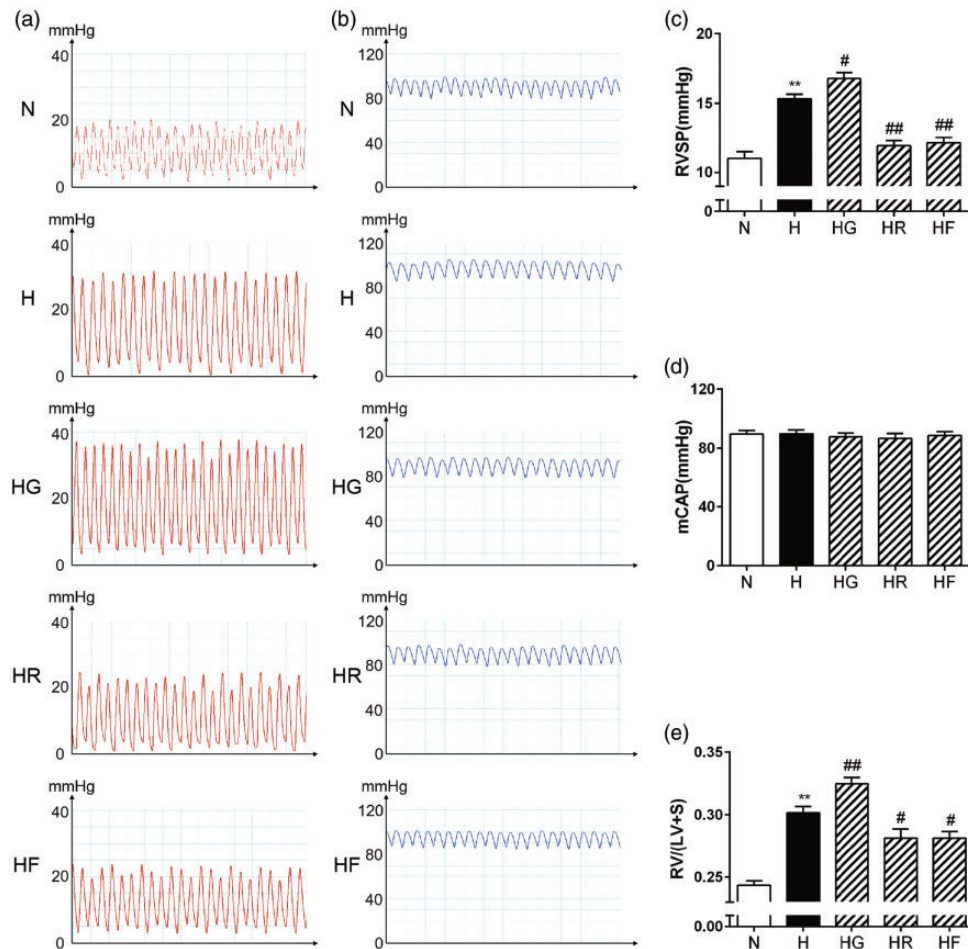 (a)
mmHg
40
20
0
N
mmHg
40
20
0
H
mmHg
40
20
0
HG
mmHg
40
20
0
HR
mmHg
40
20
0
HF
(b)
mmHg
120
80
40
0
N
mmHg
120
80
40
0
H
mmHg
120
80
40
0
HG
mmHg
120
80
40
0
HR
mmHg
120
80
40
0
HF
(c)
RVSP(mmHg)
20
15
10
0
** # ## ##
N H HG HR HF
(d)
mCAP(mmHg)
120
80
40
0
N H HG HR HF
(e)
RV/(LV+S)
0.35
0.30
0.25
0.00
** ## # #
N H HG HR HF